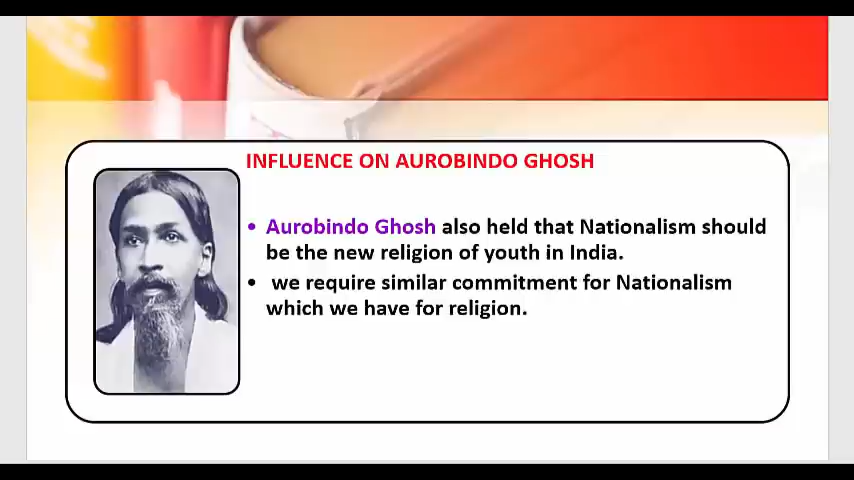 INFLUENCE ON AUROBINDO GHOSH
• Aurobindo Ghosh also held that Nationalism should
be the new religion of youth in India.
• we require similar commitment for Nationalism
which we have for religion.